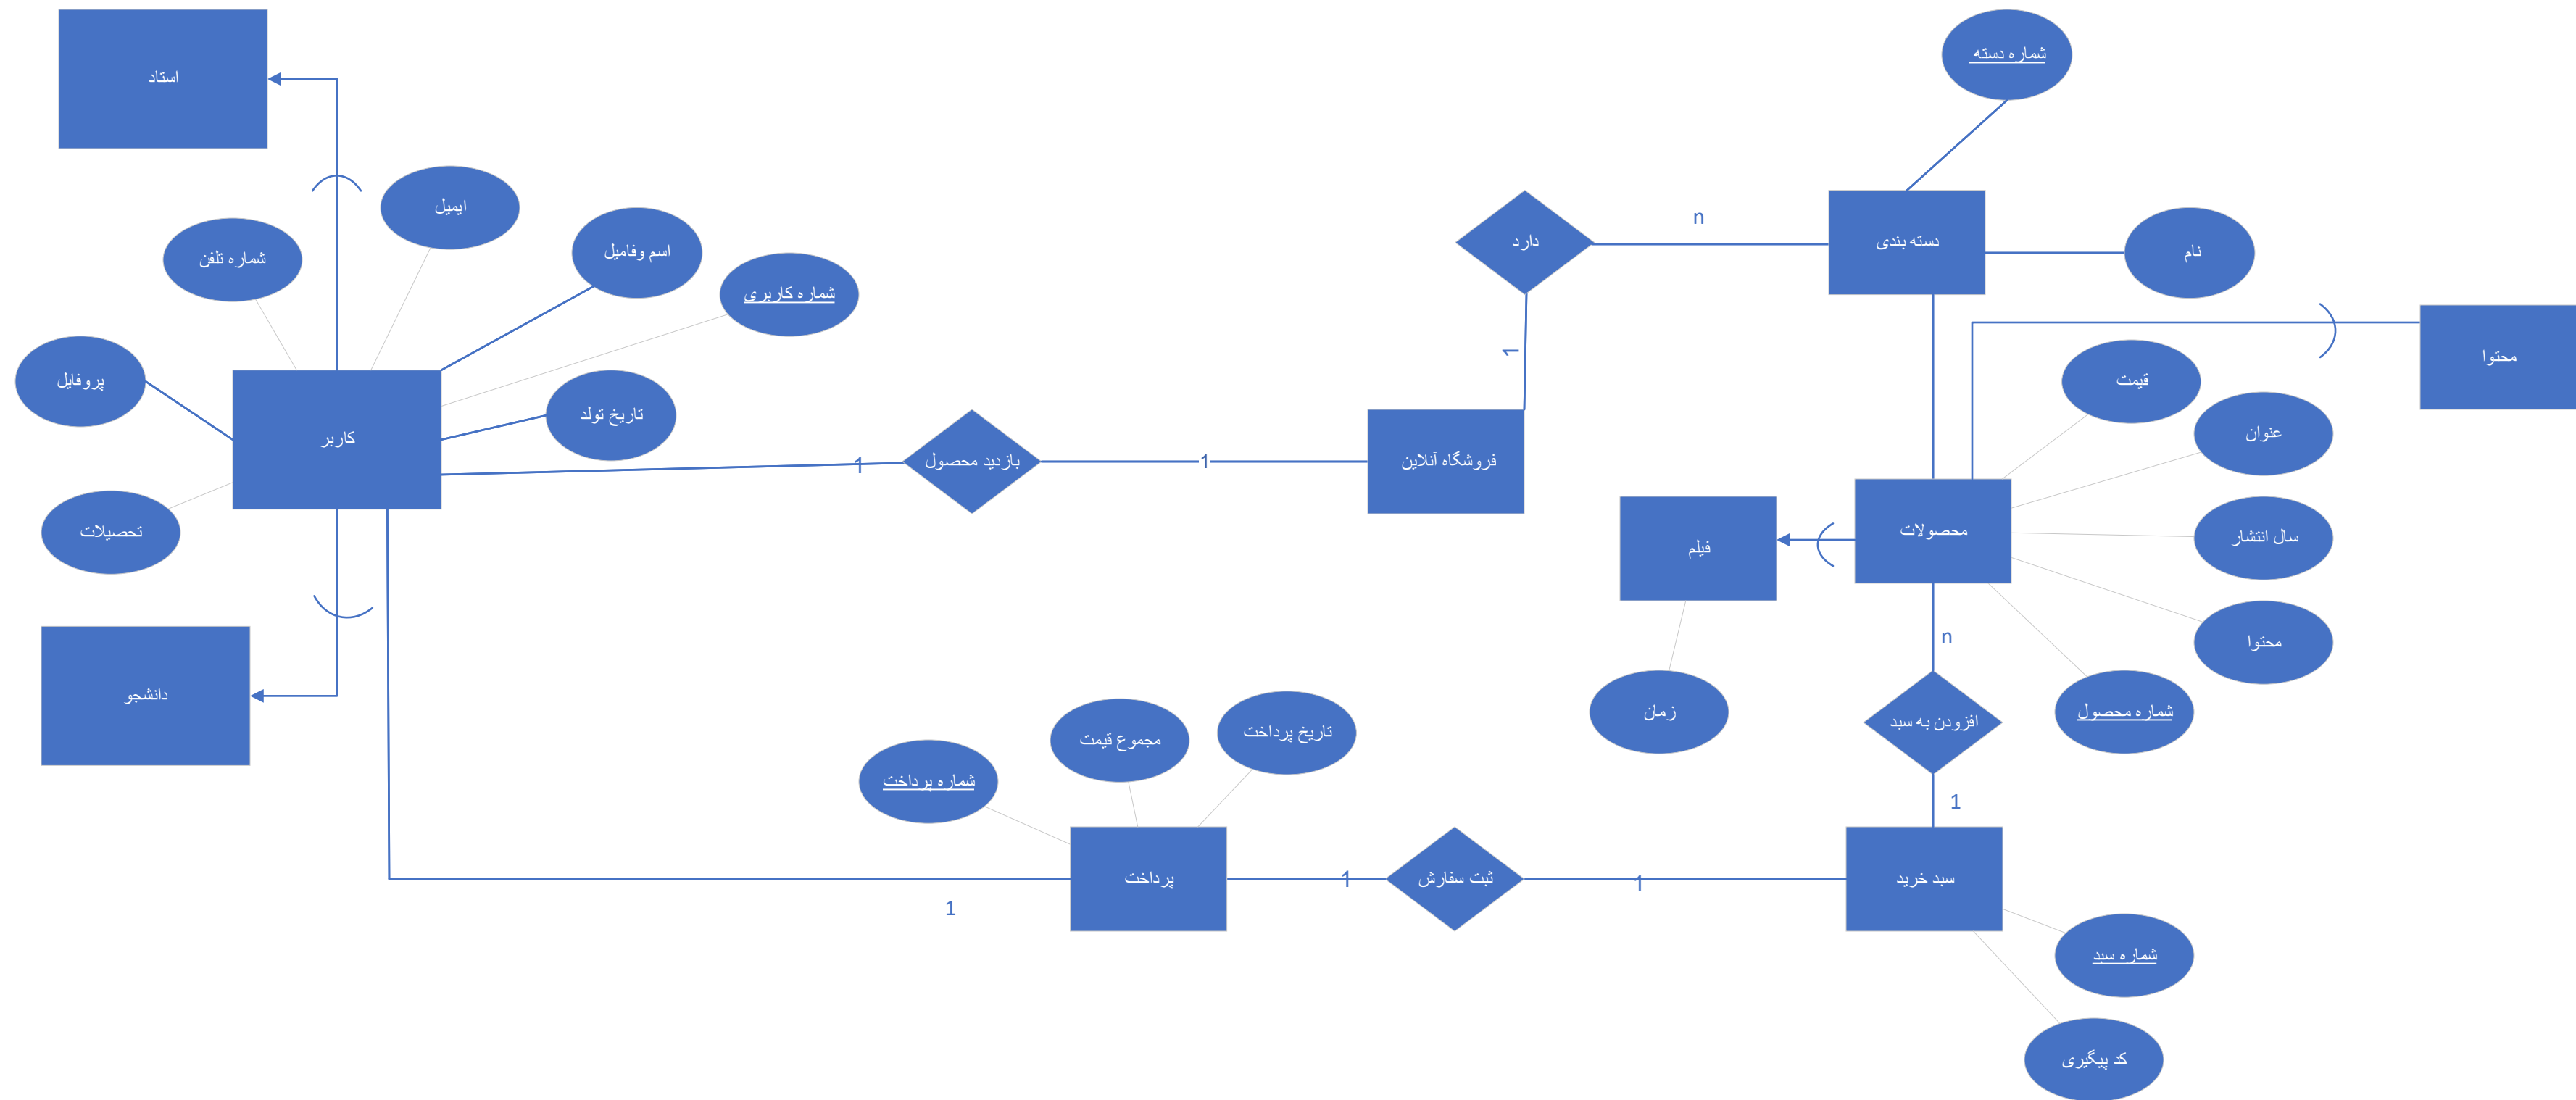 استاد
شماره دسته
ایمیل
اسم وفامیل
شماره تلفن
شماره کاربری
پروفایل
کاربر
تاریخ تولد
تحصیلات
دانشجو
1
بازدید محصول
1
فروشگاه آنلاین
1
دارد
n
دسته بندی
نام
محتوا
قیمت
عنوان
سال انتشار
محتوا
شماره محصول
محصولات
فیلم
زمان
n
افزودن به سبد
1
سبد خرید
شماره سبد
کد پیگیری
1
ثبت سفارش
1
پرداخت
تاریخ پرداخت
مجموع قیمت
شماره پرداخت
1